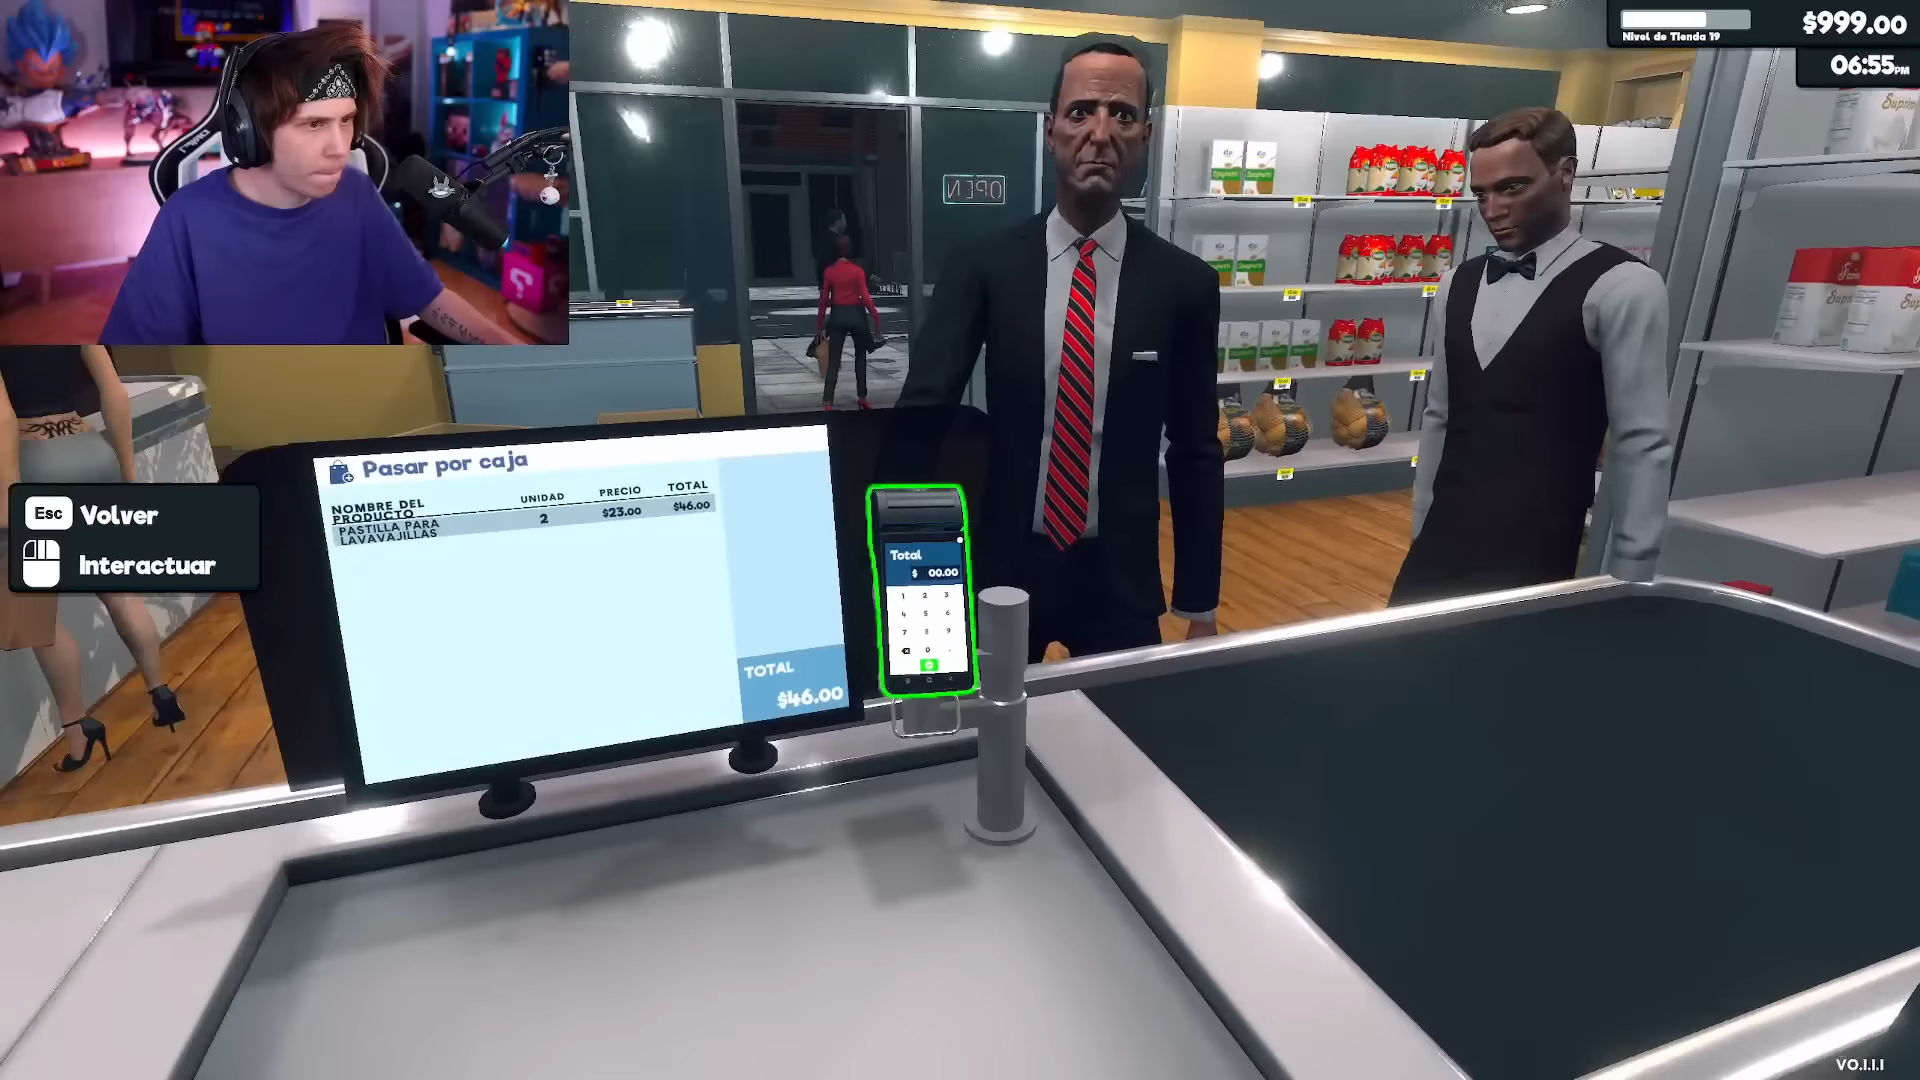 $999.00
Nivel de Tienda 19
06:55PM
OPEN
Spaghetti Spaghetti
Esc Volver
Interactuar
Pasar por caja
NOMBRE DEL PRODUCTO UNIDAD PRECIO TOTAL
PASTILLA PARA LAVAVAJILLAS 2 $23.00 $46.00
TOTAL
$46.00
Total
$ 00.00
1 2 3
4 5 6
7 8 9
0 .
V0.1.1.1